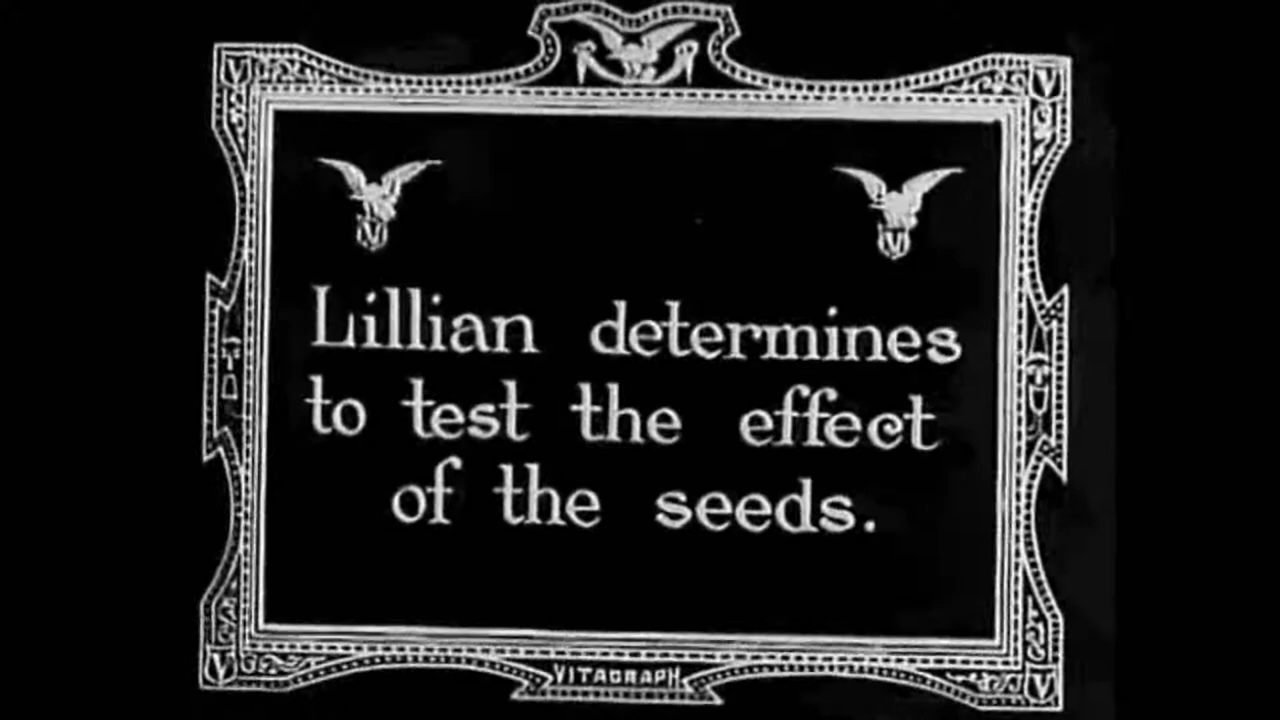 Lillian determines
to test the effect
of the seeds.
VITAGRAPH